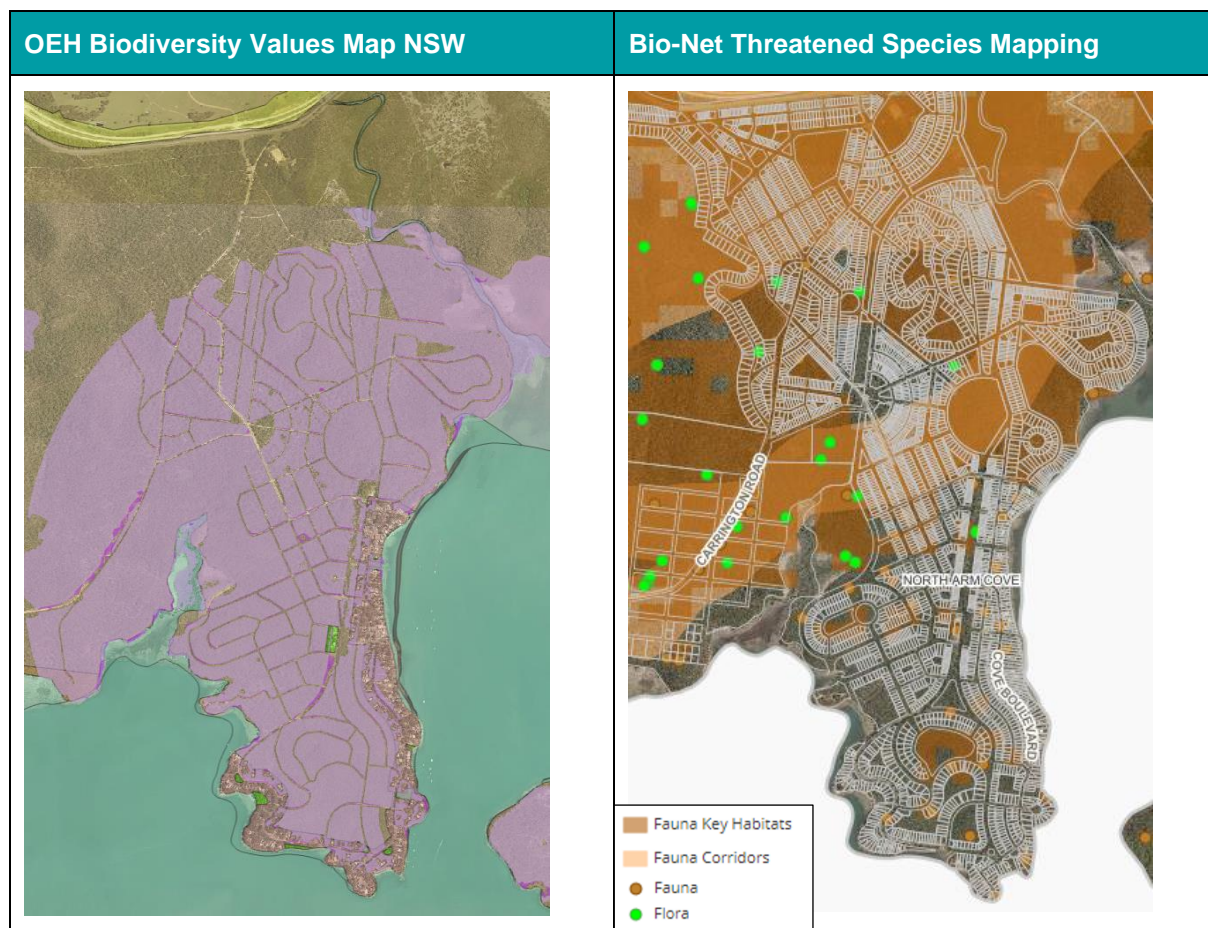 OEH Biodiversity Values Map NSW
Bio-Net Threatened Species Mapping
CARRINGTON ROAD
NORTH ARM COVE
COVE BOULEVARD
Fauna Key Habitats
Fauna Corridors
Fauna
Flora